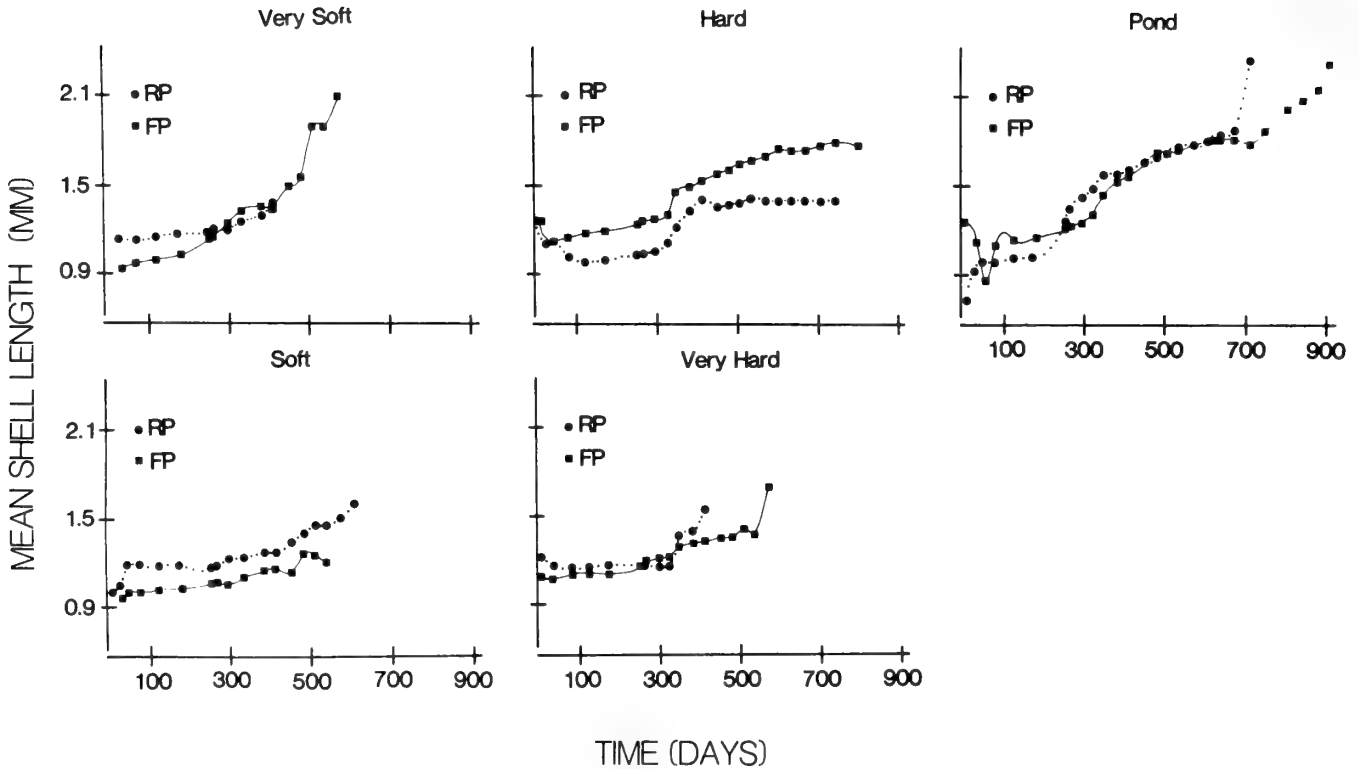 Very Soft
Hard
Pond
2.1
RP
FP
1.5
0.9
RP
FP
RP
FP
100 300 500 700 900
MEAN SHELL LENGTH (MM)
Soft
Very Hard
2.1
RP
FP
1.5
0.9
100 300 500 700 900
RP
FP
100 300 500 700 900
TIME (DAYS)